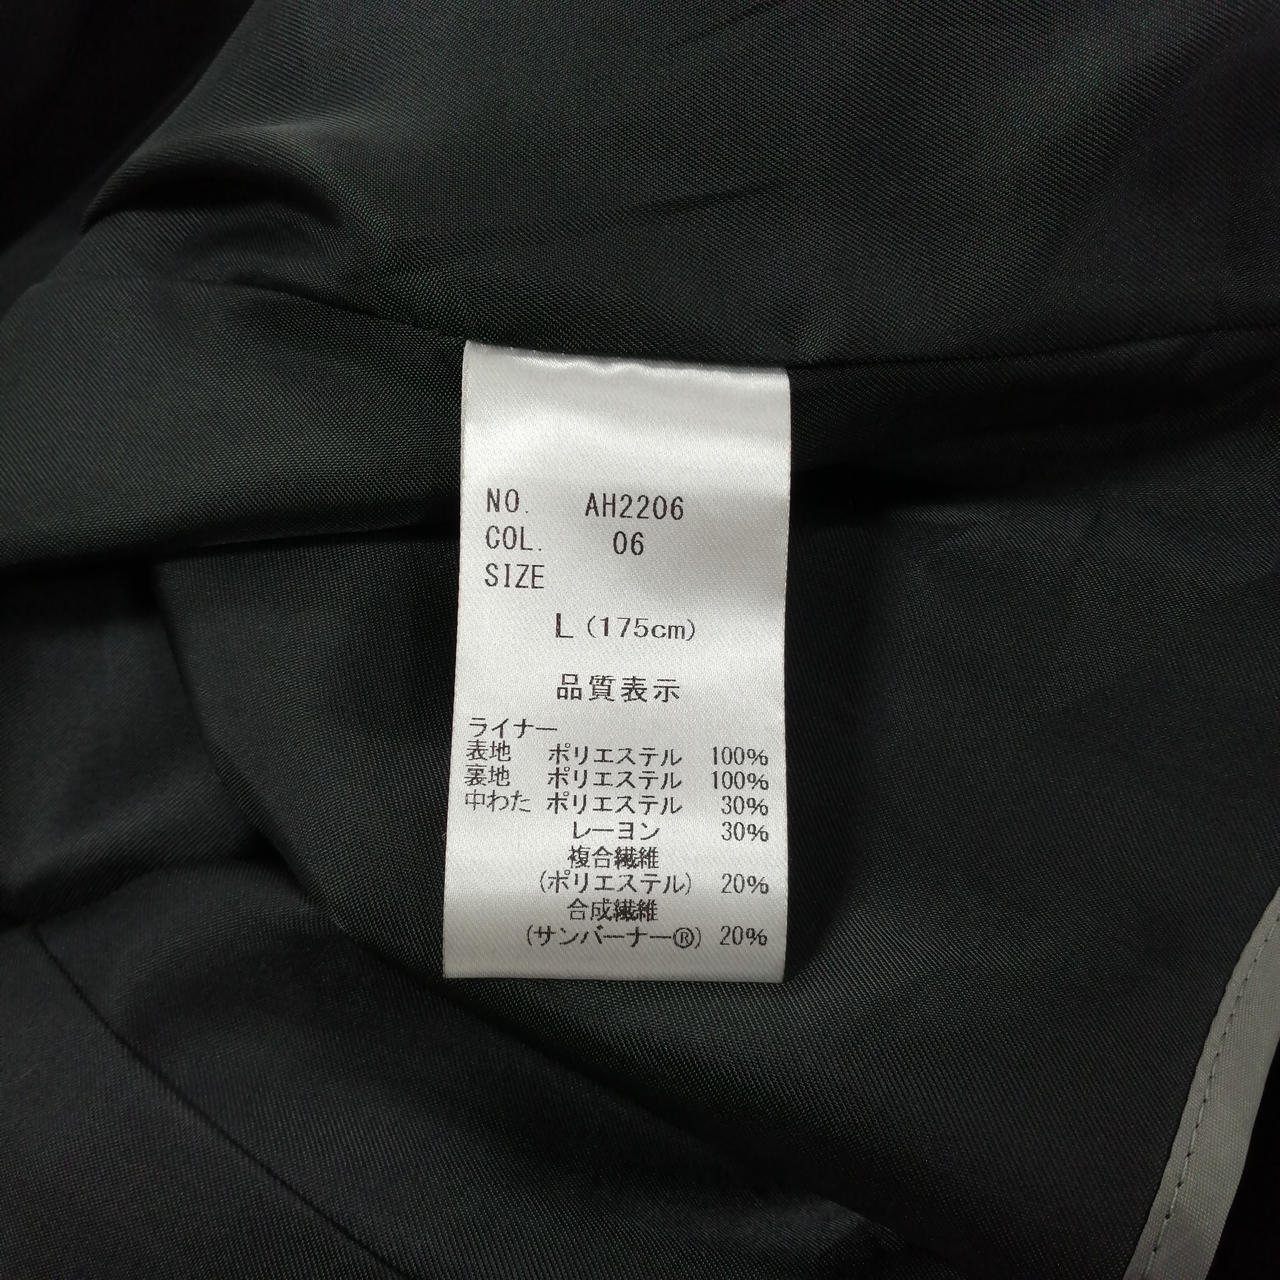 NO. AH2206
COL. 06
SIZE
L (175cm)
品質表示
ライナー
表地 ポリエステル 100%
裏地 ポリエステル 100%
中わた ポリエステル 30%
レーヨン 30%
複合繊維
(ポリエステル) 20%
合成繊維
(サンバーナー®) 20%